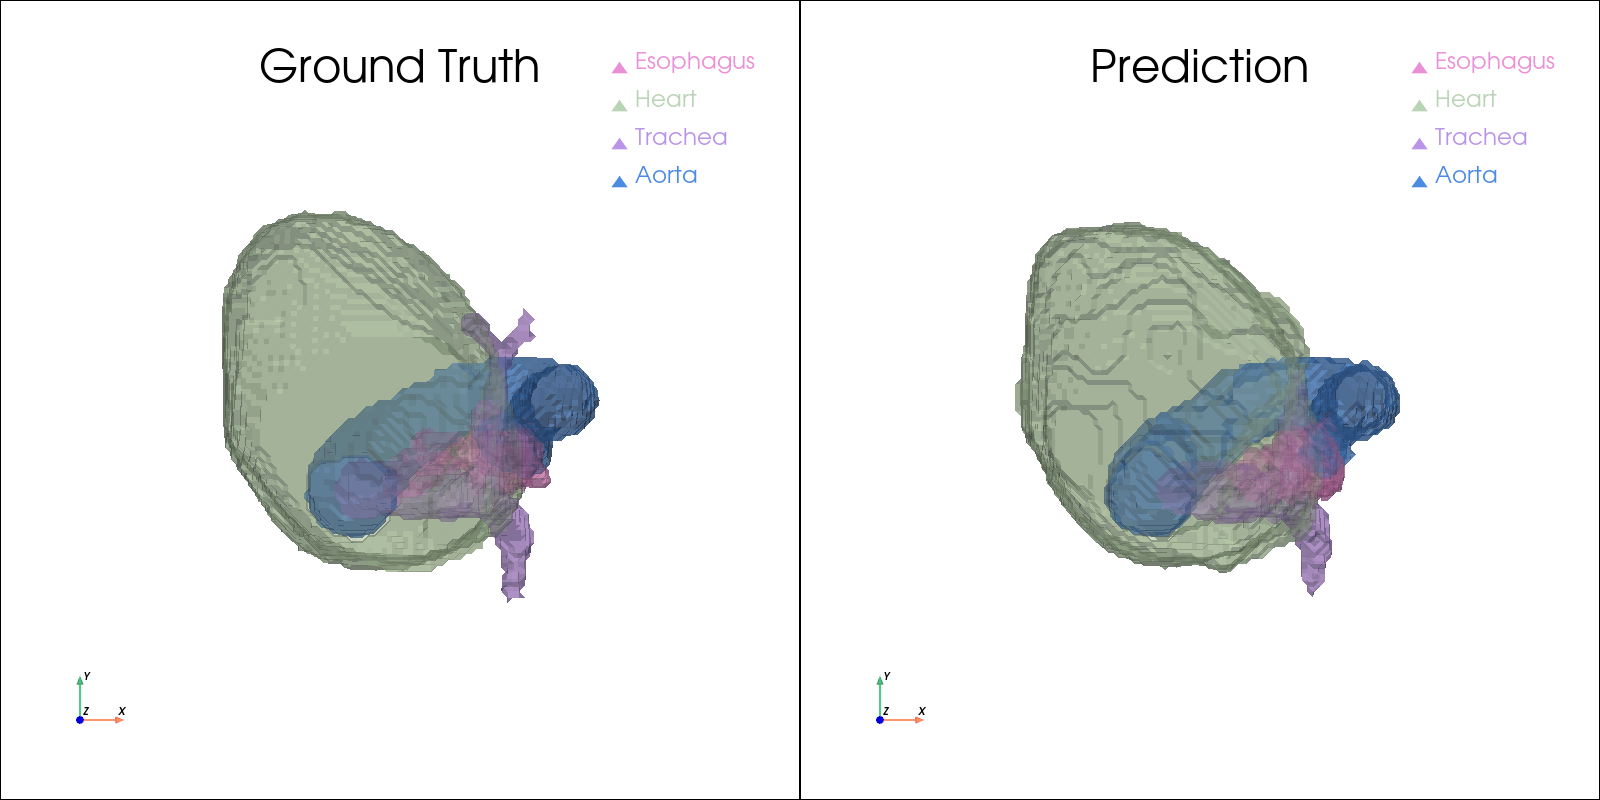 Ground Truth
Esophagus
Heart
Trachea
Aorta
Y
Z
X
Prediction
Esophagus
Heart
Trachea
Aorta
Y
Z
X